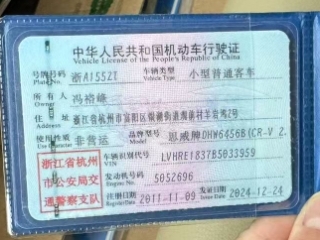 中华人民共和国机动车行驶证
Vehicle License of the People's Republic of China
号牌号码 浙A1552T 车辆类型 小型普通客车
Plate No. Vehicle Type
所有人
Owner
住址 浙江省杭州市富阳区银湖街道
Address
使用性质 非营运 品牌型号 思威牌DHW6456B(CR-V 2.
Use Character Model
浙江省杭州 车辆识别代号 LVHRE1837B5033959
VIN
市公安局交 发动机号码 5052696
Engine No.
通警察支队 注册日期 2011-11-09 发证日期 2024-12-24
Register Date Issue Date